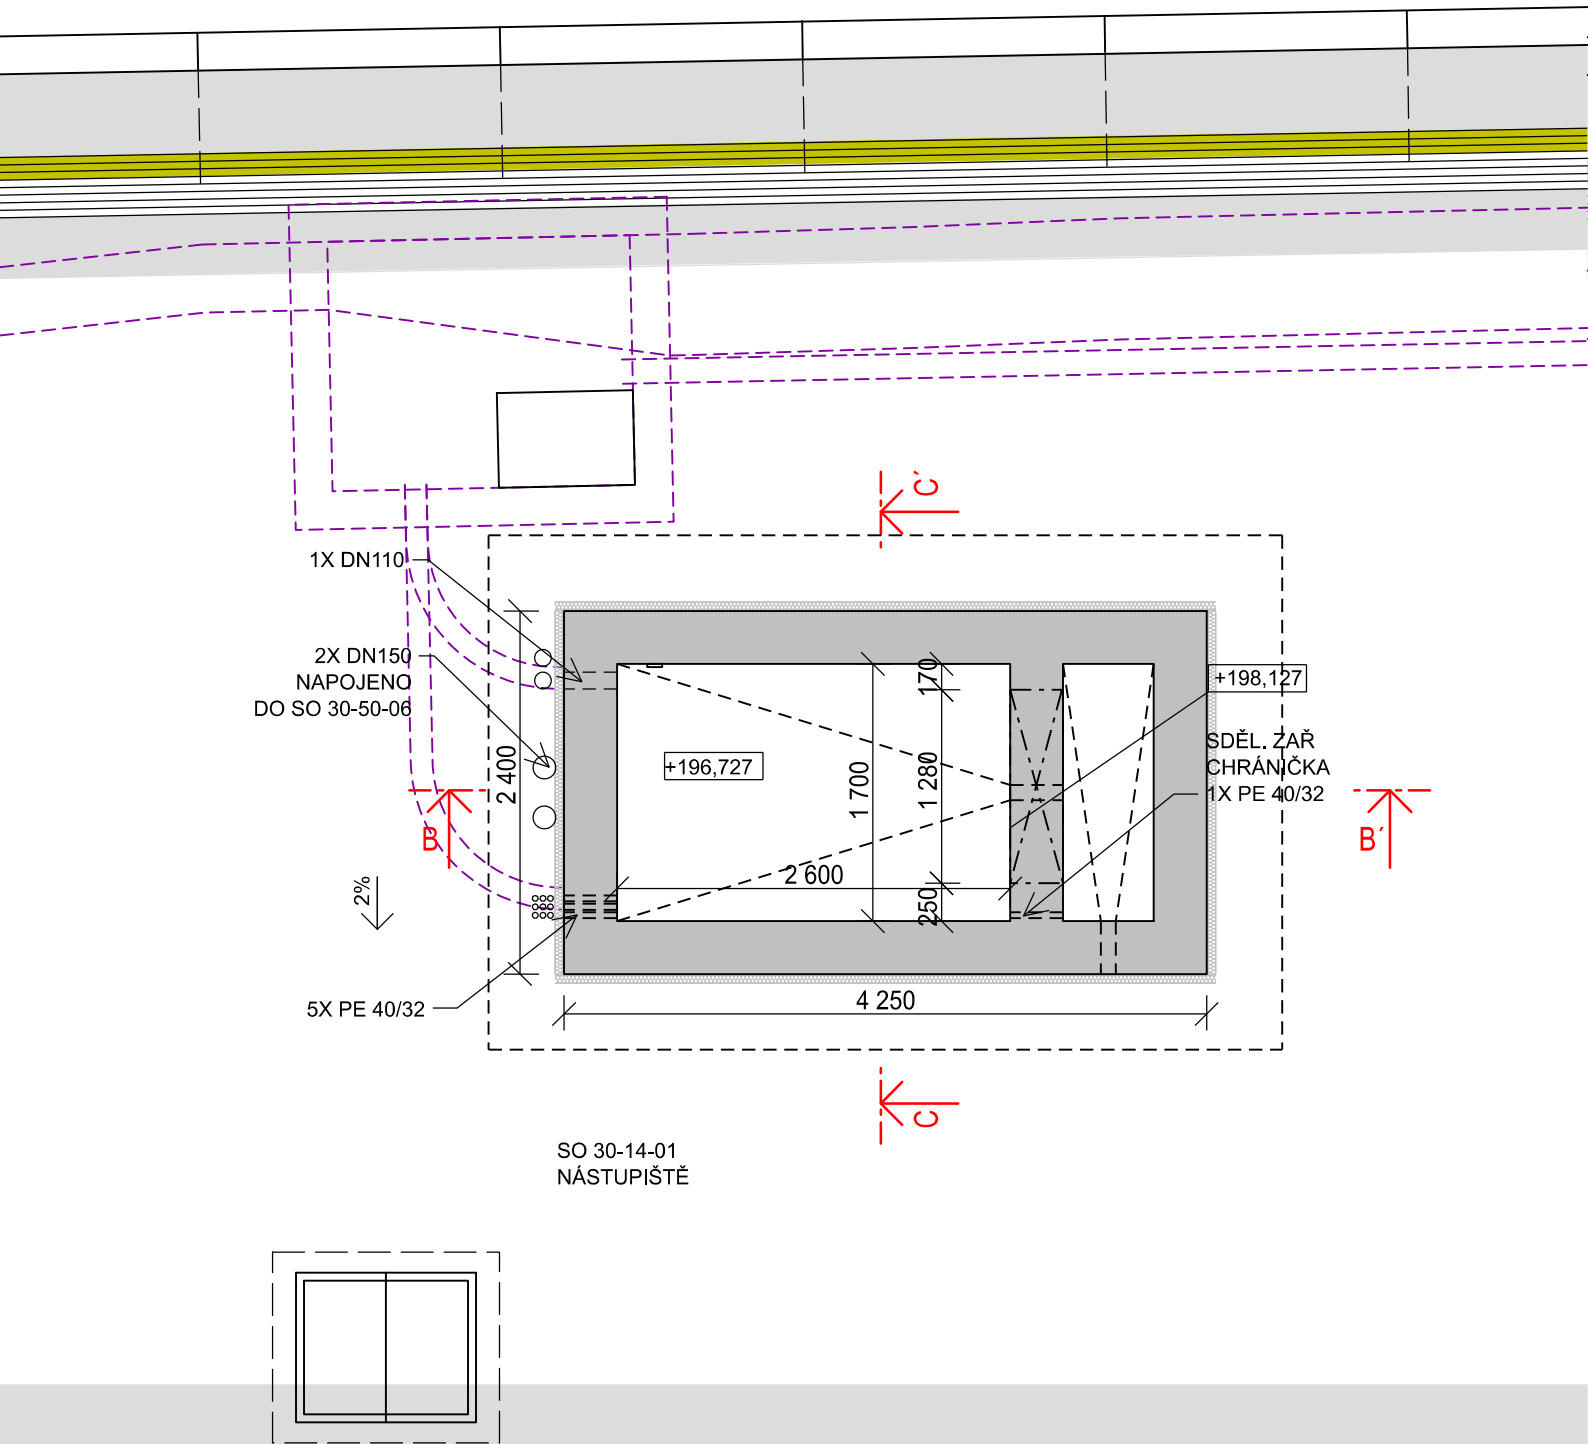 C´
1X DN110
2X DN150
NAPOJENO
DO SO 30-50-06
170
+198,127
SDĚL. ZAŘ
CHRÁNIČKA
1X PE 40/32
+196,727
2 400
1 700
1 280
B
B´
2 600
2%
250
5X PE 40/32
4 250
C
SO 30-14-01
NÁSTUPIŠTĚ